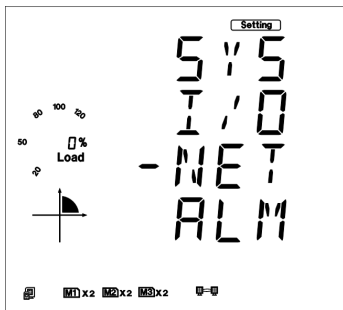 Setting
SYS
I/O
-NET
ALM
50 80 100 120
20
0%
Load
M1 X2 M2 X2 M3 X2